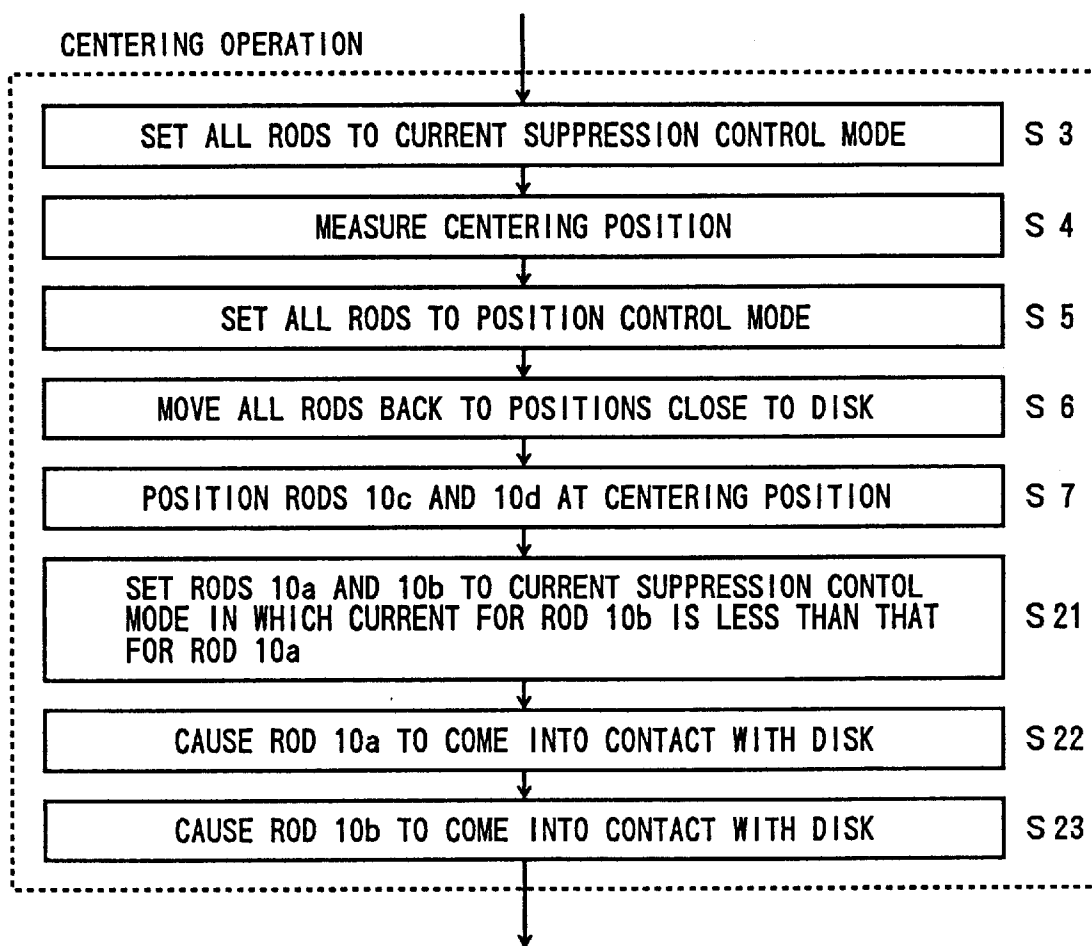 CENTERING OPERATION
SET ALL RODS TO CURRENT SUPPRESSION CONTROL MODE S 3
MEASURE CENTERING POSITION S 4
SET ALL RODS TO POSITION CONTROL MODE S 5
MOVE ALL RODS BACK TO POSITIONS CLOSE TO DISK S 6
POSITION RODS 10c AND 10d AT CENTERING POSITION S 7
SET RODS 10a AND 10b TO CURRENT SUPPRESSION CONTOL
MODE IN WHICH CURRENT FOR ROD 10b IS LESS THAN THAT S 21
FOR ROD 10a
CAUSE ROD 10a TO COME INTO CONTACT WITH DISK S 22
CAUSE ROD 10b TO COME INTO CONTACT WITH DISK S 23